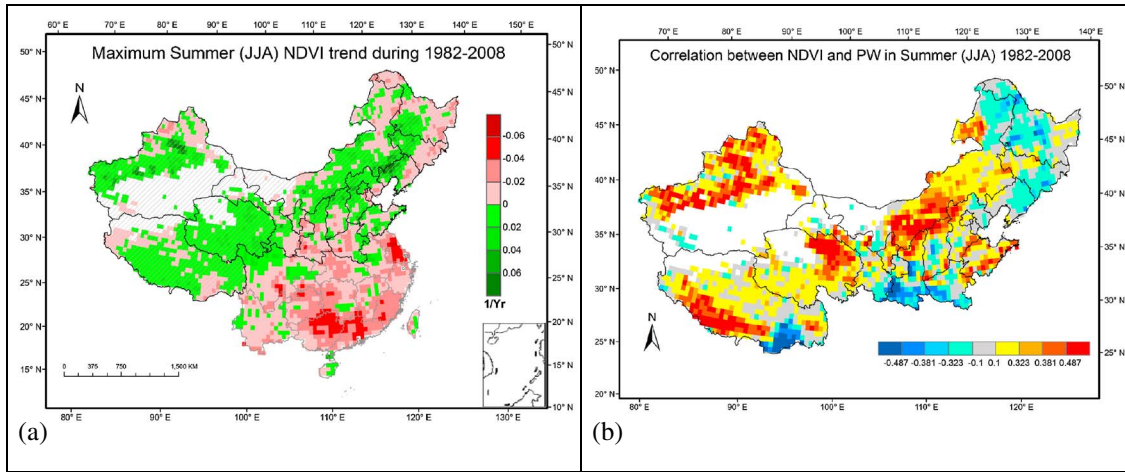 60° E 70° E 80° E 90° E 100° E 110° E 120° E 130° E 140° E
Maximum Summer (JJA) NDVI trend during 1982-2008
50° N
45° N
40° N
35° N
30° N
25° N
20° N
15° N
N
-0.06
-0.04
-0.02
0
0.02
0.04
0.06
1/Yr
50° N
45° N
40° N
35° N
30° N
25° N
20° N
15° N
10° N
0 375 750 1,500 KM
80° E 90° E 100° E 110° E 120° E 130° E
(a)
70° E 80° E 90° E 100° E 110° E 120° E 130° E 140° E
Correlation between NDVI and PW in Summer (JJA) 1982-2008
50° N
45° N
40° N
35° N
30° N
25° N
20° N
50° N
45° N
40° N
35° N
30° N
25° N
N
-0.487 -0.381 -0.323 -0.1 0.1 0.323 0.381 0.487
80° E 90° E 100° E 110° E 120° E
(b)